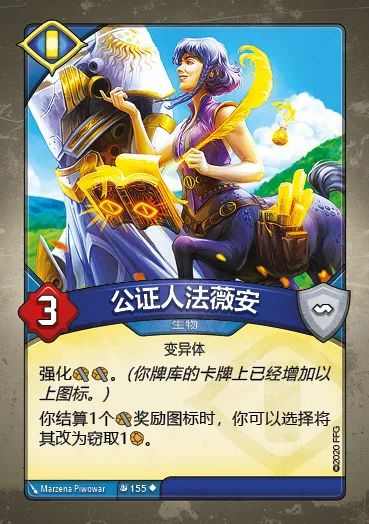 公证人法薇安
生物
3
变异体
强化。(你牌库的卡牌上已经增加以
上图标。)
你结算1个奖励图标时，你可以选择将
其改为窃取1。
Marzena Piwowar
155
©2020 FFG